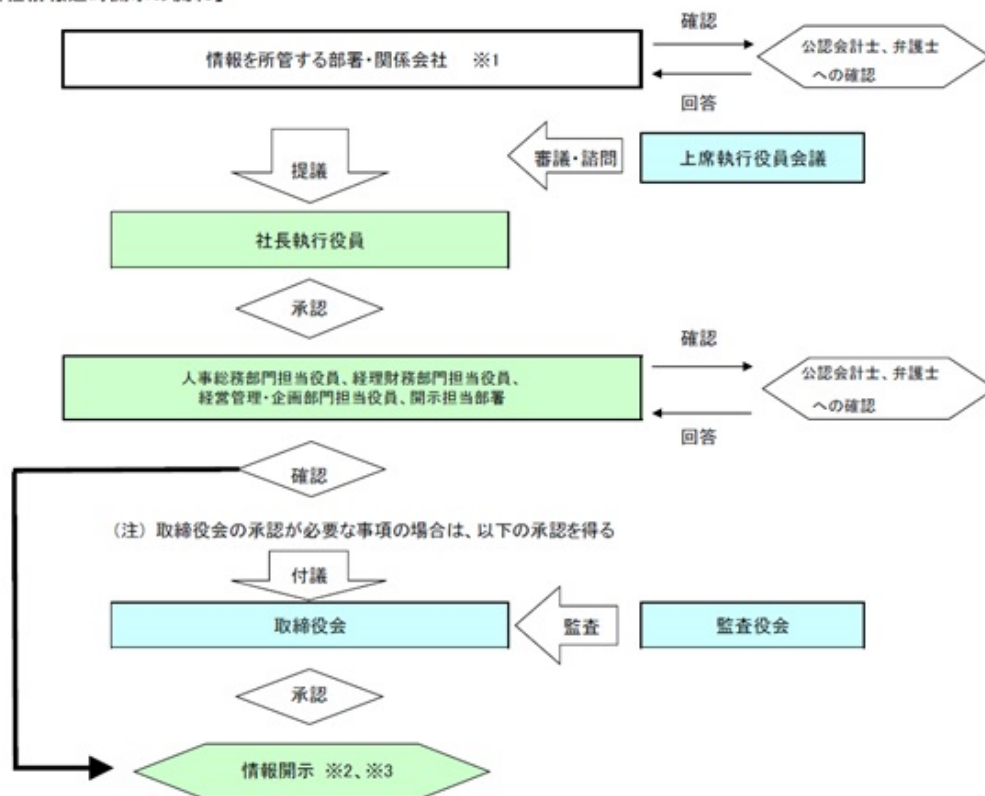 確認
情報を所管する部署・関係会社 ※1
公認会計士、弁護士
への確認
回答
提議
審議・諮問
上席執行役員会議
社長執行役員
承認
確認
人事総務部門担当役員、経理財務部門担当役員、
経営管理・企画部門担当役員、開示担当部署
公認会計士、弁護士
への確認
回答
確認
(注) 取締役会の承認が必要な事項の場合は、以下の承認を得る
付議
取締役会
監査
監査役会
承認
情報開示 ※2、※3